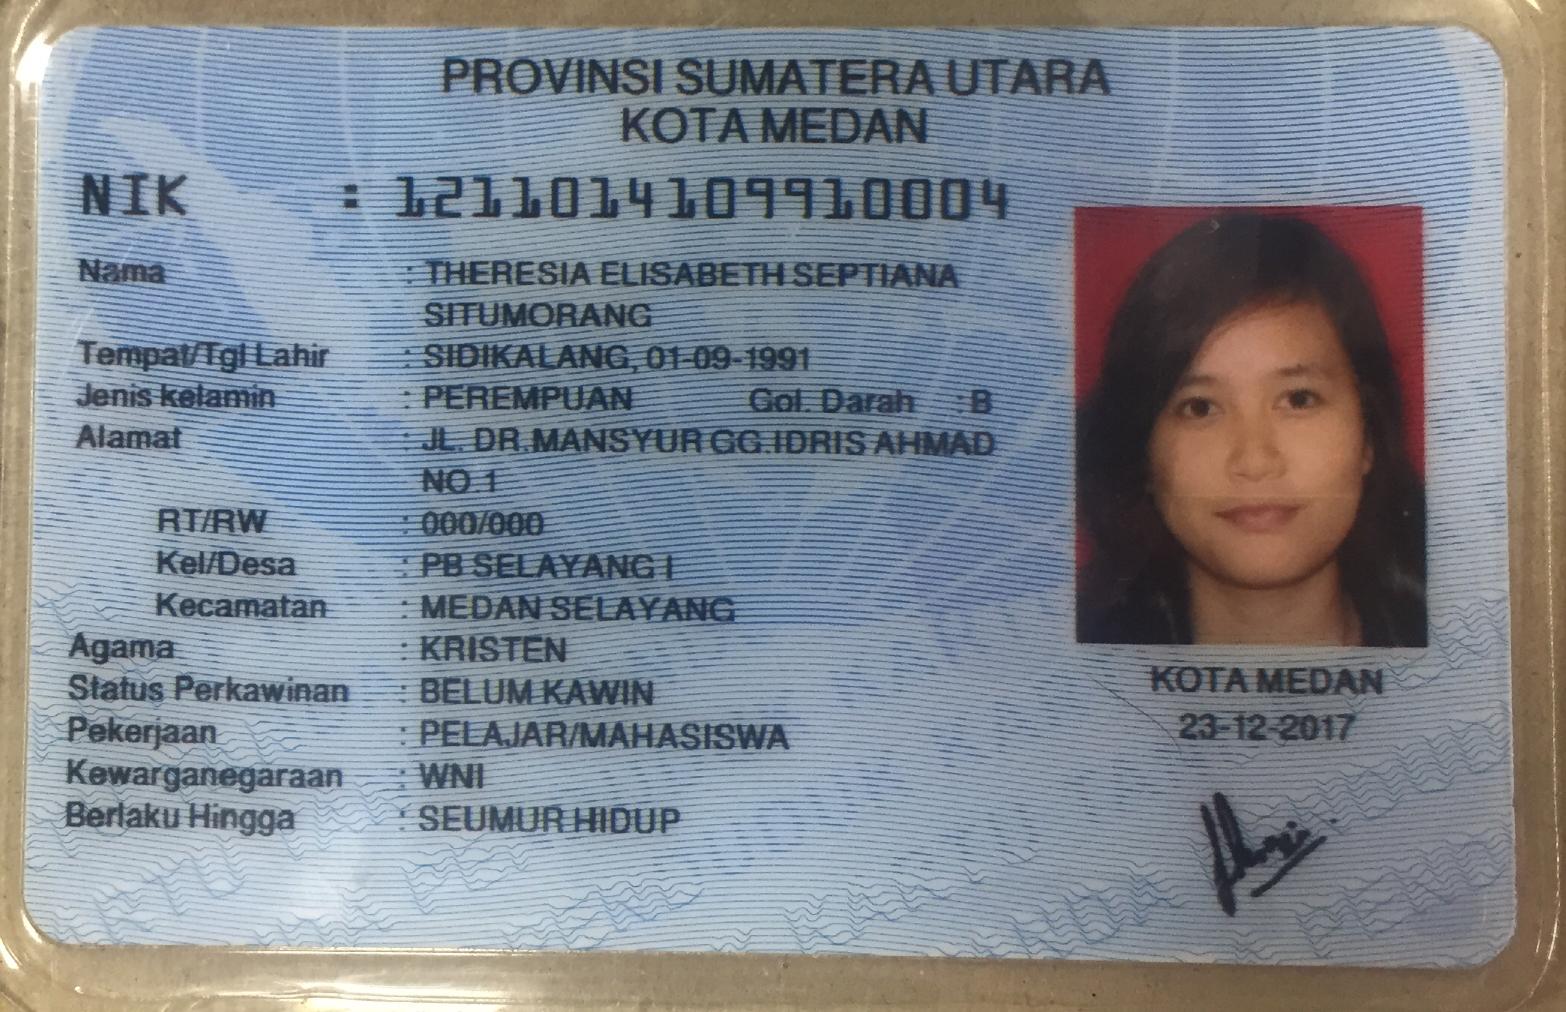 PROVINSI SUMATERA UTARA
KOTA MEDAN
NIK : 1211014109910004
Nama : THERESIA ELISABETH SEPTIANA
SITUMORANG
Tempat/Tgl Lahir : SIDIKALANG, 01-09-1991
Jenis kelamin : PEREMPUAN Gol. Darah : B
Alamat : JL. DR.MANSYUR GG.IDRIS AHMAD
NO.1
RT/RW : 000/000
Kel/Desa : PB SELAYANG I
Kecamatan : MEDAN SELAYANG
Agama : KRISTEN
Status Perkawinan : BELUM KAWIN
Pekerjaan : PELAJAR/MAHASISWA
Kewarganegaraan : WNI
Berlaku Hingga : SEUMUR HIDUP
KOTA MEDAN
23-12-2017